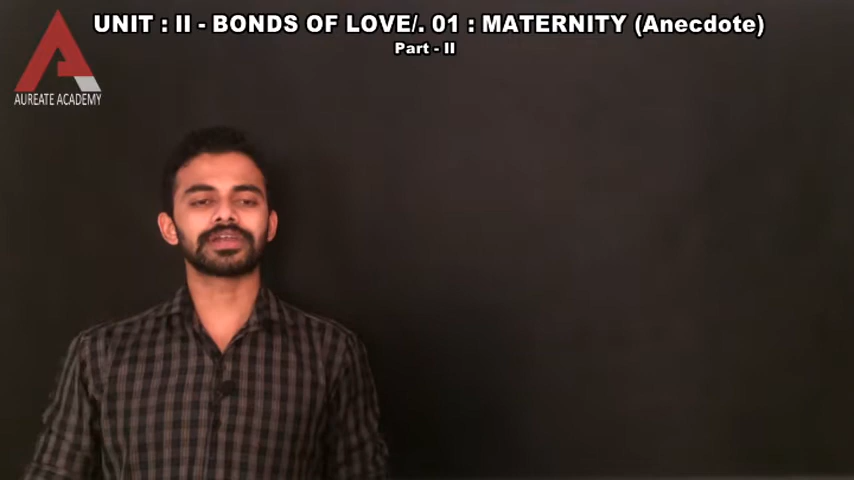 UNIT : II - BONDS OF LOVE/. 01 : MATERNITY (Anecdote)
Part - II
AUREATE ACADEMY